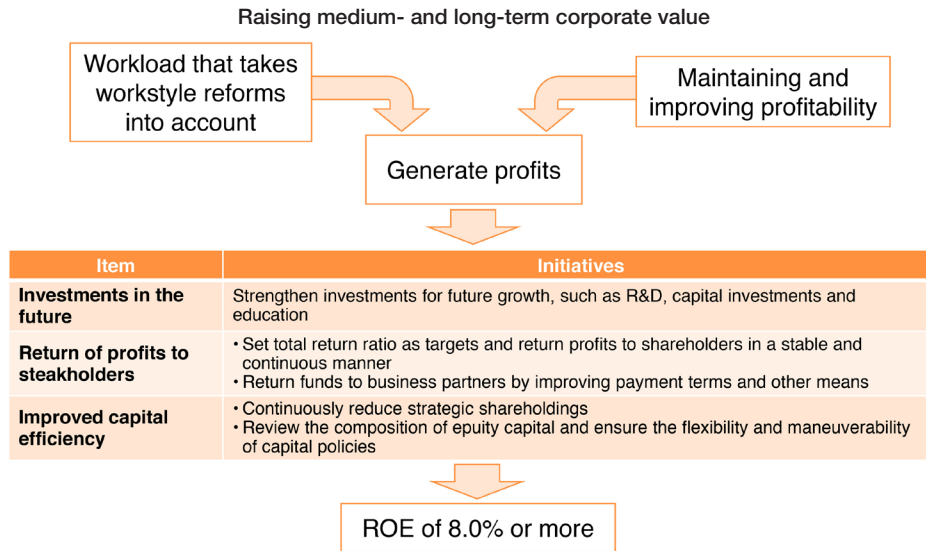 Raising medium- and long-term corporate value
Workload that takes
workstyle reforms
into account
Maintaining and
improving profitability
Generate profits
Item
Initiatives
Investments in the
future
Strengthen investments for future growth, such as R&D, capital investments and
education
Return of profits to
steakholders
• Set total return ratio as targets and return profits to shareholders in a stable and
continuous manner
• Return funds to business partners by improving payment terms and other means
Improved capital
efficiency
• Continuously reduce strategic shareholdings
• Review the composition of equity capital and ensure the flexibility and maneuverability
of capital policies
ROE of 8.0% or more